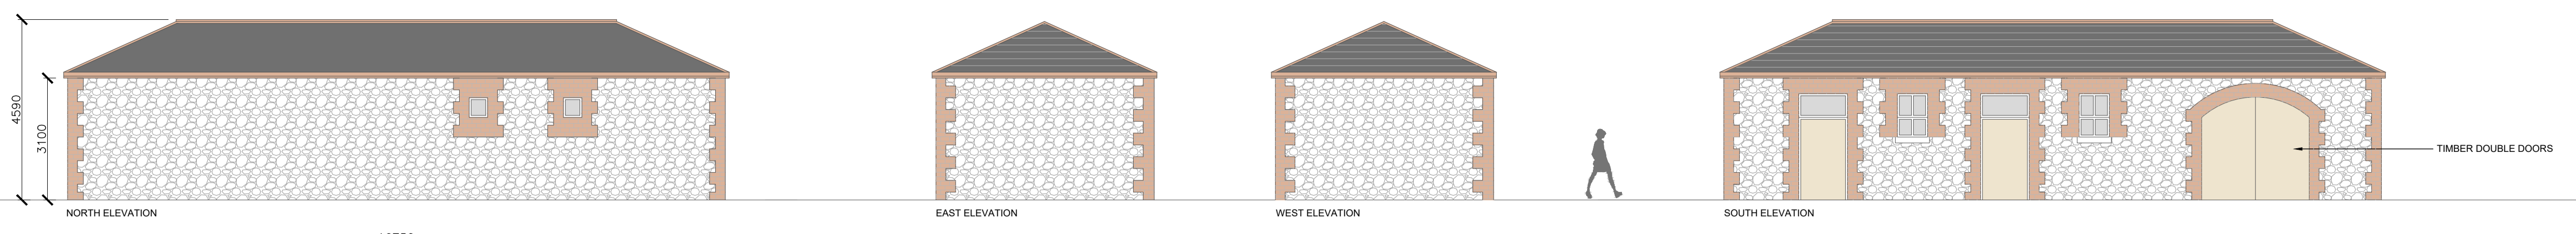 4590
3100
TIMBER DOUBLE DOORS
NORTH ELEVATION
EAST ELEVATION
WEST ELEVATION
SOUTH ELEVATION